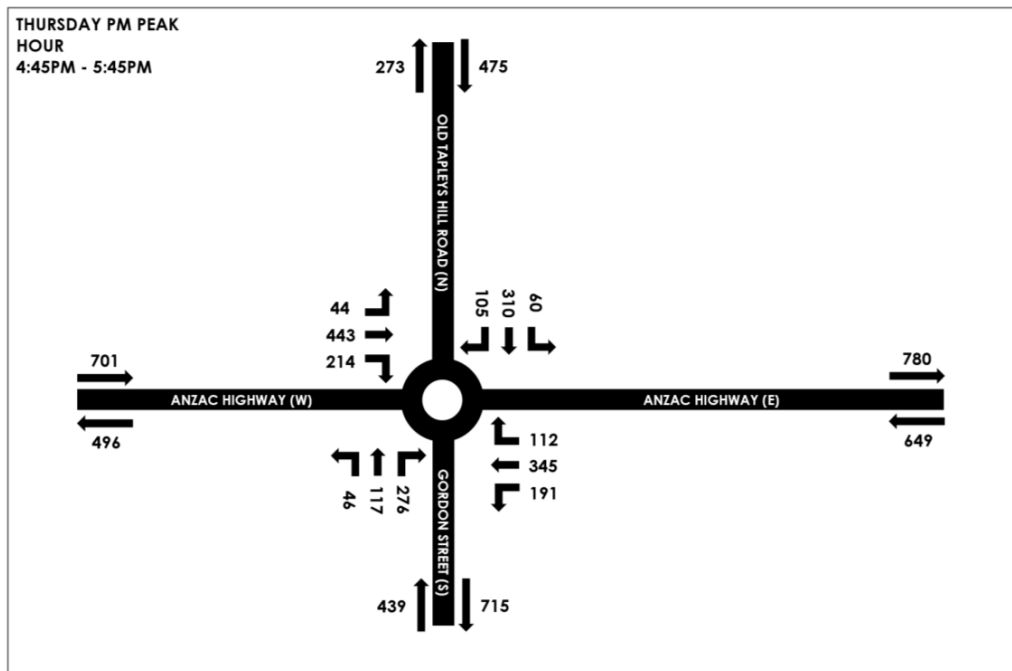 THURSDAY PM PEAK
HOUR
4:45PM - 5:45PM
273
475
OLD TAPLEYS HILL ROAD (N)
44
443
214
105
310
60
701
780
ANZAC HIGHWAY (W)
ANZAC HIGHWAY (E)
496
649
112
345
191
46
117
276
GORDON STREET (S)
439
715